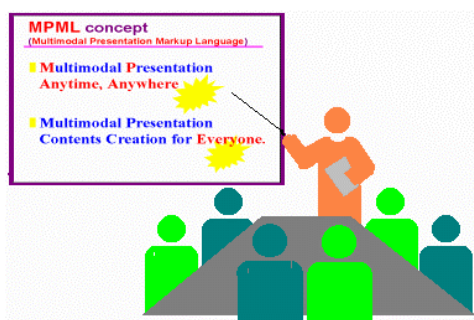 MPML concept
(Multimodal Presentation Markup Language)
Multimodal Presentation
Anytime, Anywhere
Multimodal Presentation
Contents Creation for Everyone.